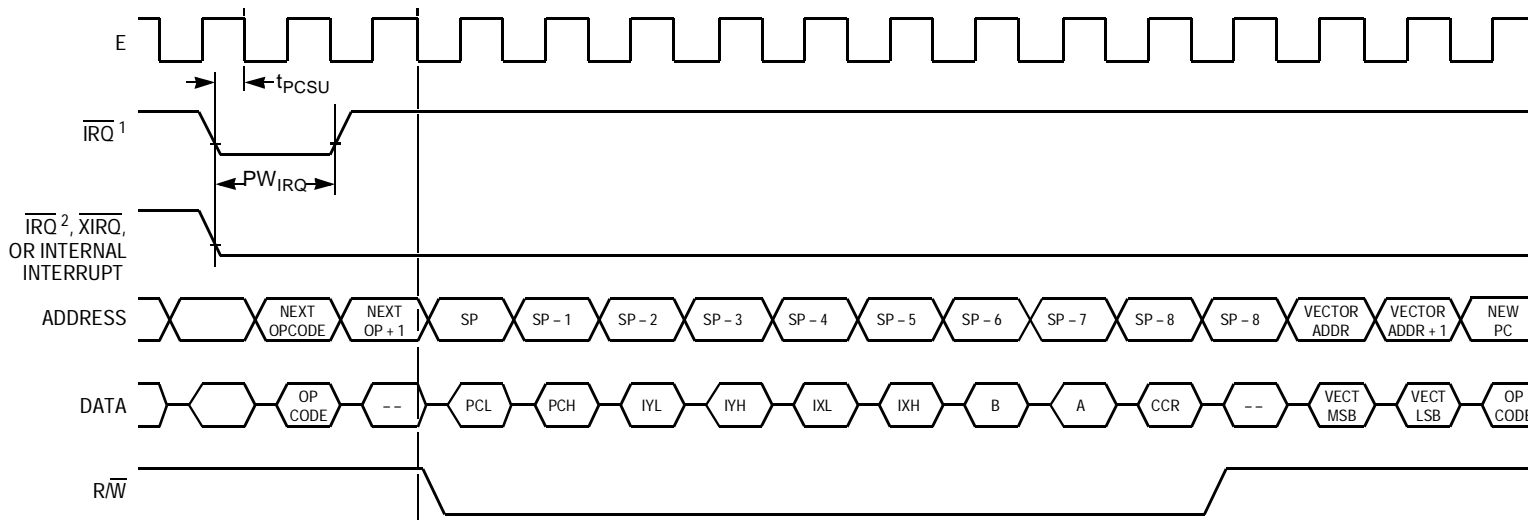 E
tPCSU
IRQ 1
PWIRQ
IRQ 2, XIRQ,
OR INTERNAL
INTERRUPT
ADDRESS
NEXT
OPCODE
NEXT
OP + 1
SP
SP – 1
SP – 2
SP – 3
SP – 4
SP – 5
SP – 6
SP – 7
SP – 8
SP – 8
VECTOR
ADDR
VECTOR
ADDR + 1
NEW
PC
DATA
OP
CODE
– –
PCL
PCH
IYL
IYH
IXL
IXH
B
A
CCR
– –
VECT
MSB
VECT
LSB
OP
CODE
R/W